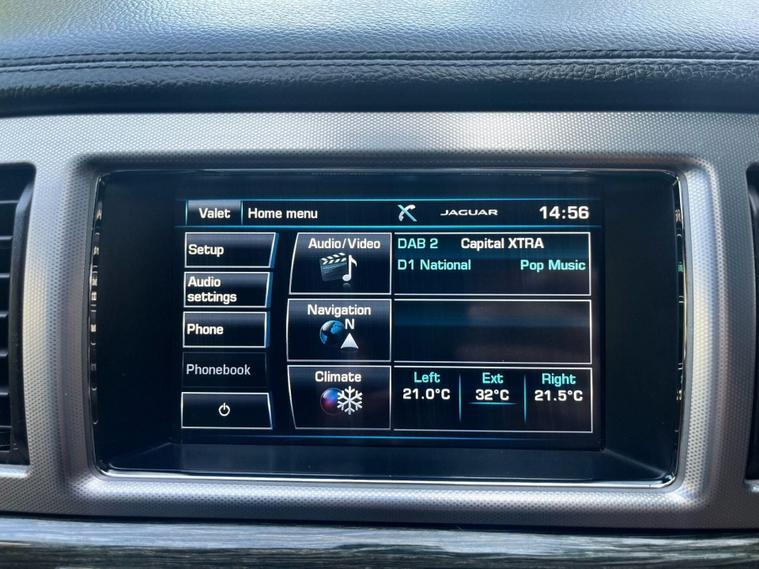 Valet Home menu JAGUAR 14:56
Setup
Audio
settings
Phone
Phonebook
Audio/Video
DAB 2 Capital XTRA
D1 National Pop Music
Navigation
N
Climate
Left Ext Right
21.0°C 32°C 21.5°C